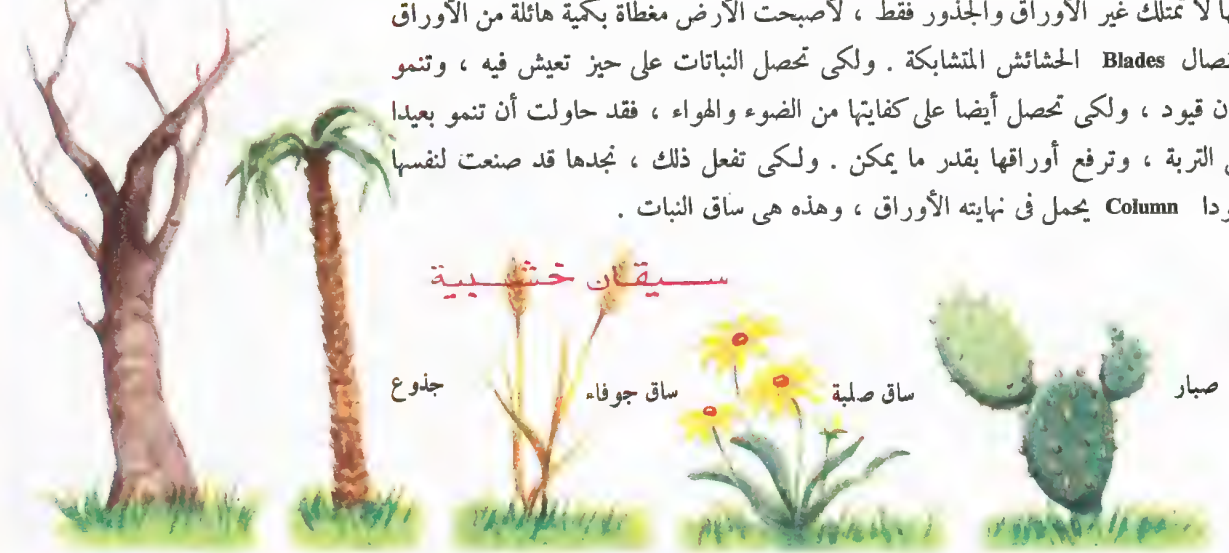 لا تمتلك غير الأوراق والجذور فقط ، لأصبحت الأرض مغطاة بكمية هائلة من الأوراق
Blades الحشائش المتشابكة . ولكى تحصل النباتات على حيز تعيش فيه ، وتنمو
قيود ، ولكى تحصل أيضا على كفايتها من الضوء والهواء ، فقد حاولت أن تنمو بعيدا
التربة ، وترفع أوراقها بقدر ما يمكن . ولكى تفعل ذلك ، نجدها قد صنعت لنفسها
Column يحمل فى نهايته الأوراق ، وهذه هى ساق النبات .
سيقان خشبية
صبار
ساق صلبة
ساق جوفاء
جذوع